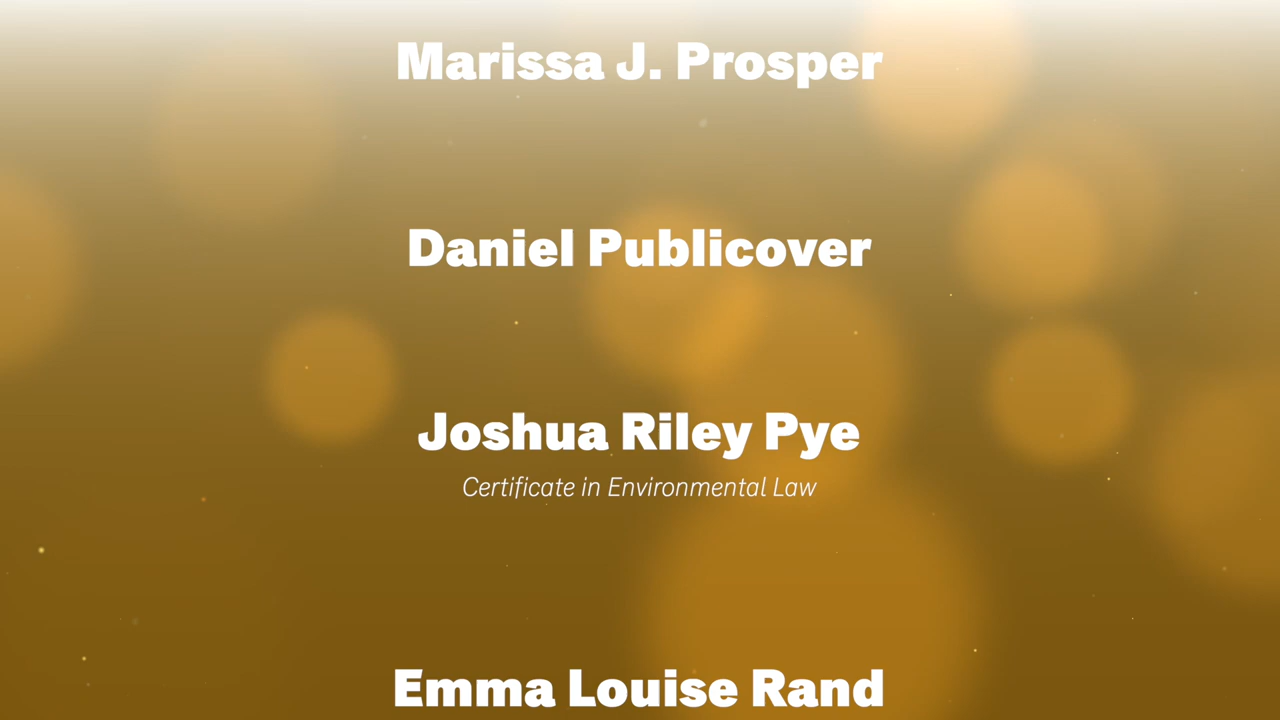 Marissa J. Prosper
Daniel Publicover
Joshua Riley Pye
Certificate in Environmental Law
Emma Louise Rand